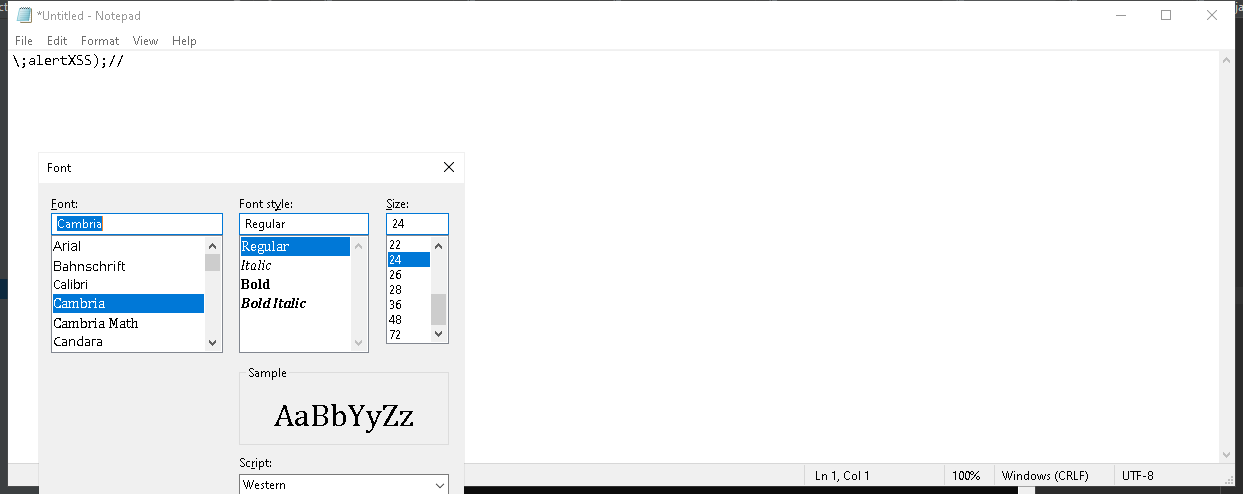 *Untitled - Notepad
File Edit Format View Help
\;alertXSS);//
Font
Font: Font style: Size:
Cambria Regular 24
Arial Regular 22
Bahnschrift Italic 24
Calibri Bold 26
Cambria Bold Italic 28
Cambria Math 36
Candara 48
72
Sample
AaBbYyZz
Script:
Western
Ln 1, Col 1 100% Windows (CRLF) UTF-8